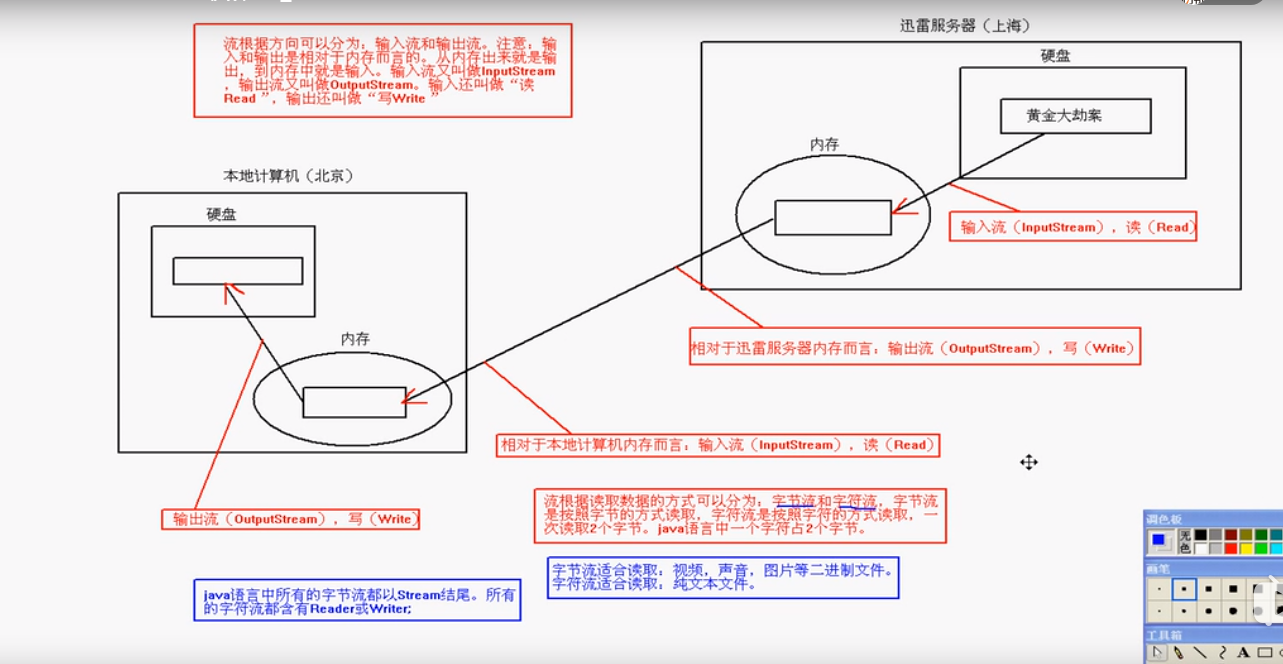 流根据方向可以分为：输入流和输出流。注意：输
入和输出是相对于内存而言的。从内存出来就是输
出，到内存中就是输入。输入流又叫做InputStream
，输出流又叫做OutputStream。输入还叫做“读
Read ”，输出还叫做“写Write ”
迅雷服务器（上海）
硬盘
黄金大劫案
内存
输入流（InputStream），读（Read）
本地计算机（北京）
硬盘
内存
相对于迅雷服务器内存而言：输出流（OutputStream），写（Write）
相对于本地计算机内存而言：输入流（InputStream），读（Read）
输出流（OutputStream），写（Write）
流根据读取数据的方式可以分为：字节流和字符流，字节流
是按照字节的方式读取，字符流是按照字符的方式读取，一
次读取2个字节。java语言中一个字符占2个字节。
字节流适合读取：视频，声音，图片等二进制文件。
字符流适合读取：纯文本文件。
java语言中所有的字节流都以Stream结尾。所有
的字符流都含有Reader或Writer;
调色板
无色
画笔
工具箱
A